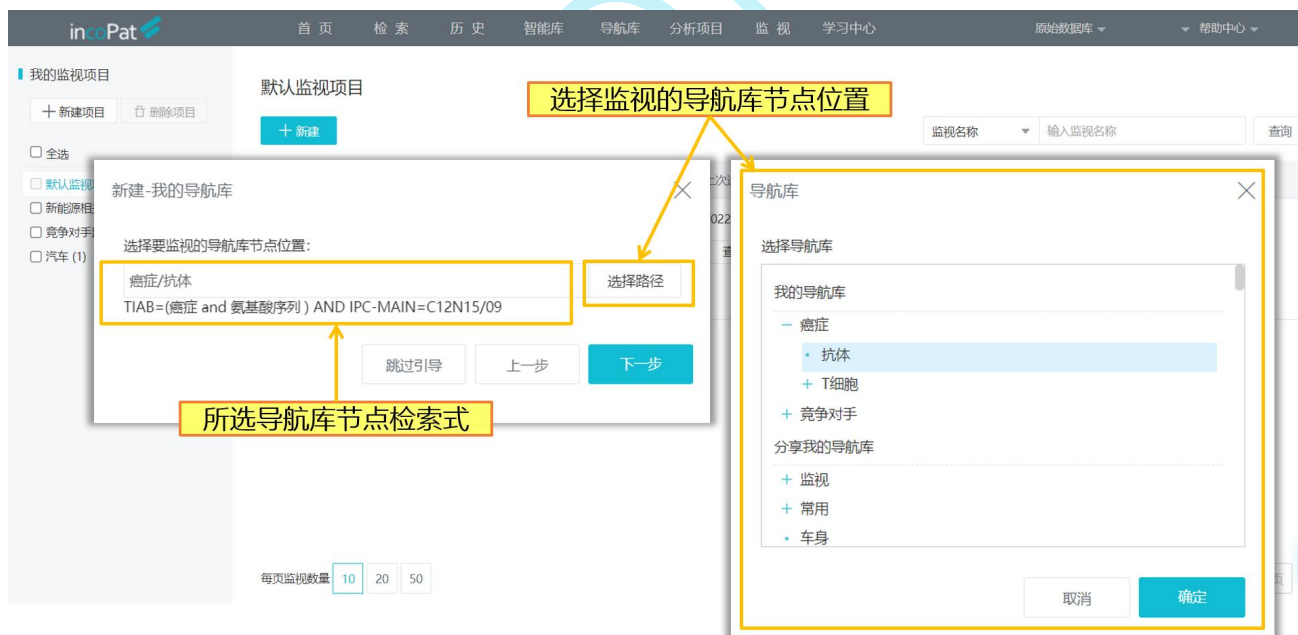 incoPat
首 页 检 索 历 史 智能库 导航库 分析项目 监 视 学习中心 原始数据库 帮助中心
我的监视项目
+ 新建项目 删除项目
全选
默认监视
新能源相
竞争对手
汽车 (1)
默认监视项目
+ 新建
选择监视的导航库节点位置
监视名称 输入监视名称 查询
新建-我的导航库
选择要监视的导航库节点位置:
癌症/抗体
选择路径
TIAB=(癌症 and 氨基酸序列 ) AND IPC-MAIN=C12N15/09
跳过引导 上一步 下一步
所选导航库节点检索式
022
导航库
选择导航库
我的导航库
- 癌症
• 抗体
+ T细胞
+ 竞争对手
分享我的导航库
+ 监视
+ 常用
• 车身
取消 确定
每页监视数量 10 20 50
页